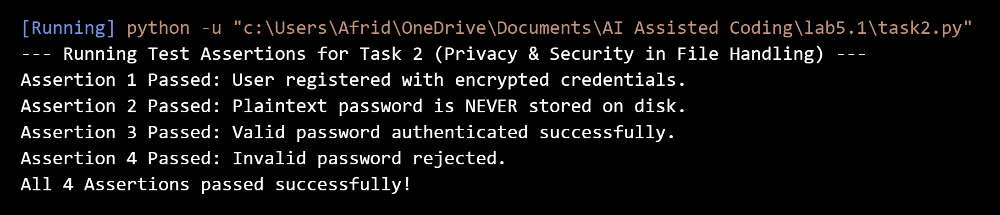 [Running] python -u "c:\Users\Afrid\OneDrive\Documents\AI Assisted Coding\lab5.1\task2.py"
--- Running Test Assertions for Task 2 (Privacy & Security in File Handling) ---
Assertion 1 Passed: User registered with encrypted credentials.
Assertion 2 Passed: Plaintext password is NEVER stored on disk.
Assertion 3 Passed: Valid password authenticated successfully.
Assertion 4 Passed: Invalid password rejected.
All 4 Assertions passed successfully!